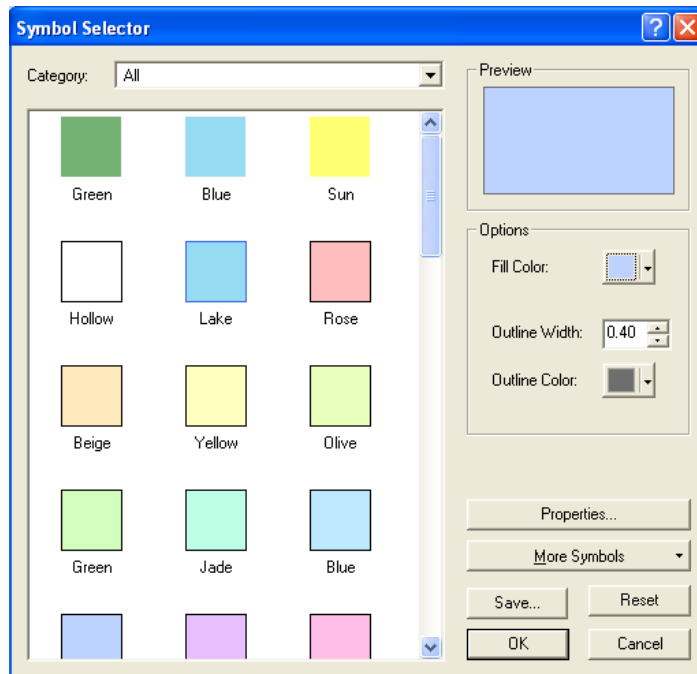 Symbol Selector
Category: All
Green Blue Sun
Hollow Lake Rose
Beige Yellow Olive
Green Jade Blue
Preview
Options
Fill Color:
Outline Width: 0.40
Outline Color:
Properties...
More Symbols
Save... Reset
OK Cancel